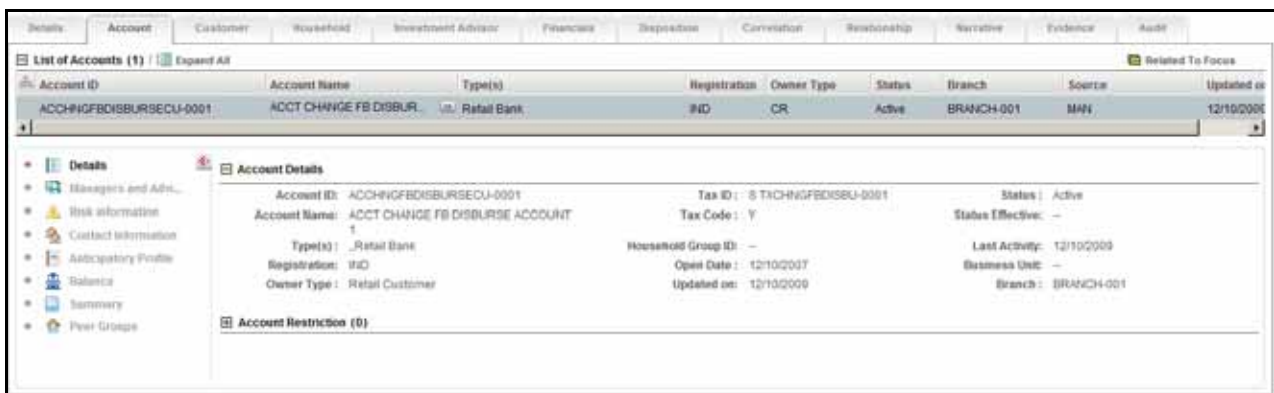 Details Account Customer Household Investment Advisor Financials Disposition Correlation Relationship Narrative Evidence Audit
List of Accounts (1) | Expand All Related To Focus
Account ID Account Name Type(s) Registration Owner Type Status Branch Source Updated on
ACCHNGFBDISBURSECU-0001 ACCT CHANGE FB DISBUR... Retail Bank IND CR Active BRANCH-001 MAN 12/10/2009
Details
Managers and Adv...
Risk Information
Contact Information
Anticipatory Profile
Balance
Summary
Peer Groups
Account Details
Account ID: ACCHNGFBDISBURSECU-0001 Tax ID: S TXCHNGFBDISBU-0001 Status: Active
Account Name: ACCT CHANGE FB DISBURSE ACCOUNT 1 Tax Code: Y Status Effective: --
Type(s): Retail Bank Household Group ID: -- Last Activity: 12/10/2009
Registration: IND Open Date: 12/10/2007 Business Unit: --
Owner Type: Retail Customer Updated on: 12/10/2009 Branch: BRANCH-001
Account Restriction (0)